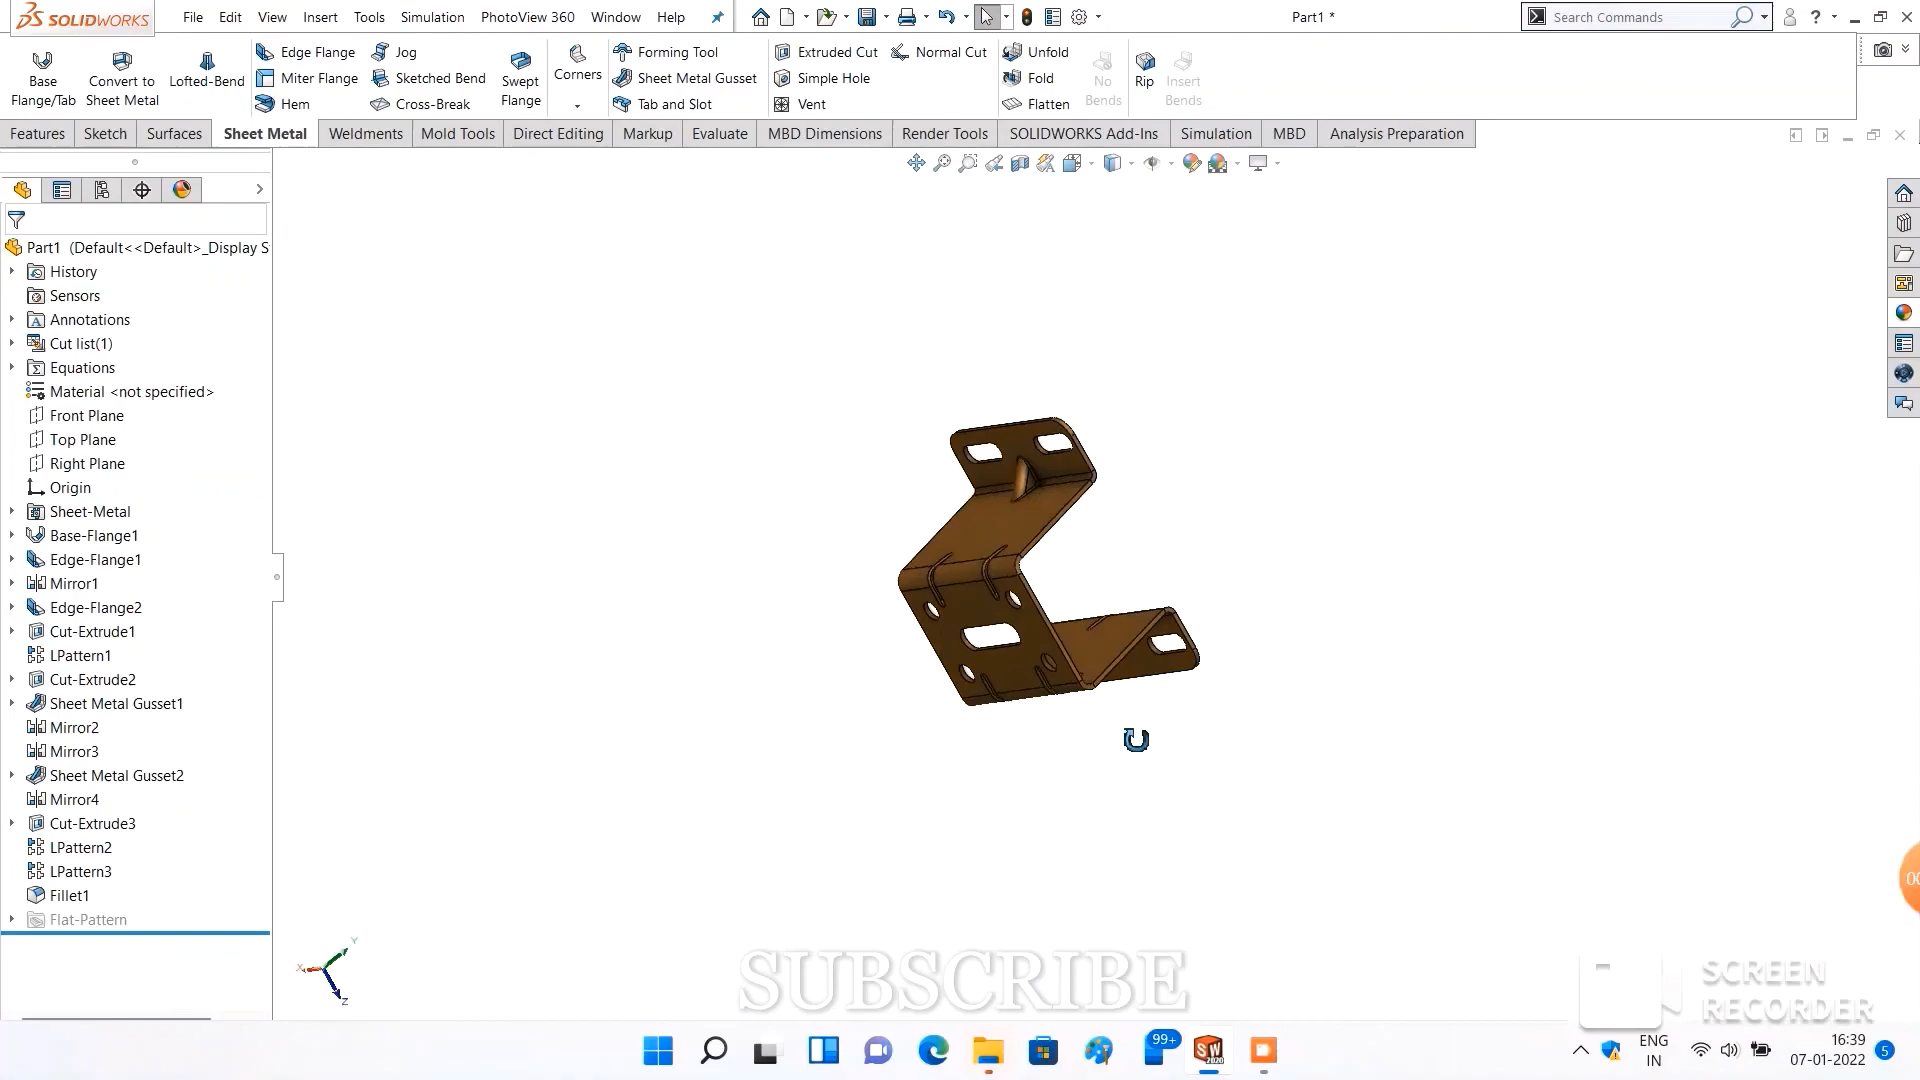 SOLIDWORKS
File Edit View Insert Tools Simulation PhotoView 360 Window Help
Part1 *
Search Commands
Base Flange/Tab
Convert to Sheet Metal
Lofted-Bend
Edge Flange
Miter Flange
Hem
Jog
Sketched Bend
Cross-Break
Swept Flange
Corners
Forming Tool
Sheet Metal Gusset
Tab and Slot
Extruded Cut
Simple Hole
Vent
Normal Cut
Unfold
Fold
Flatten
No Bends
Rip
Insert Bends
Features Sketch Surfaces Sheet Metal Weldments Mold Tools Direct Editing Markup Evaluate MBD Dimensions Render Tools SOLIDWORKS Add-Ins Simulation MBD Analysis Preparation
Part1 (Default<<Default>_Display S
History
Sensors
Annotations
Cut list(1)
Equations
Material <not specified>
Front Plane
Top Plane
Right Plane
Origin
Sheet-Metal
Base-Flange1
Edge-Flange1
Mirror1
Edge-Flange2
Cut-Extrude1
LPattern1
Cut-Extrude2
Sheet Metal Gusset1
Mirror2
Mirror3
Sheet Metal Gusset2
Mirror4
Cut-Extrude3
LPattern2
LPattern3
Fillet1
Flat-Pattern
X
Y
Z
00
SUBSCRIBE
SCREEN
RECORDER
99+
SW
2020
ENG
IN
16:39
07-01-2022
5